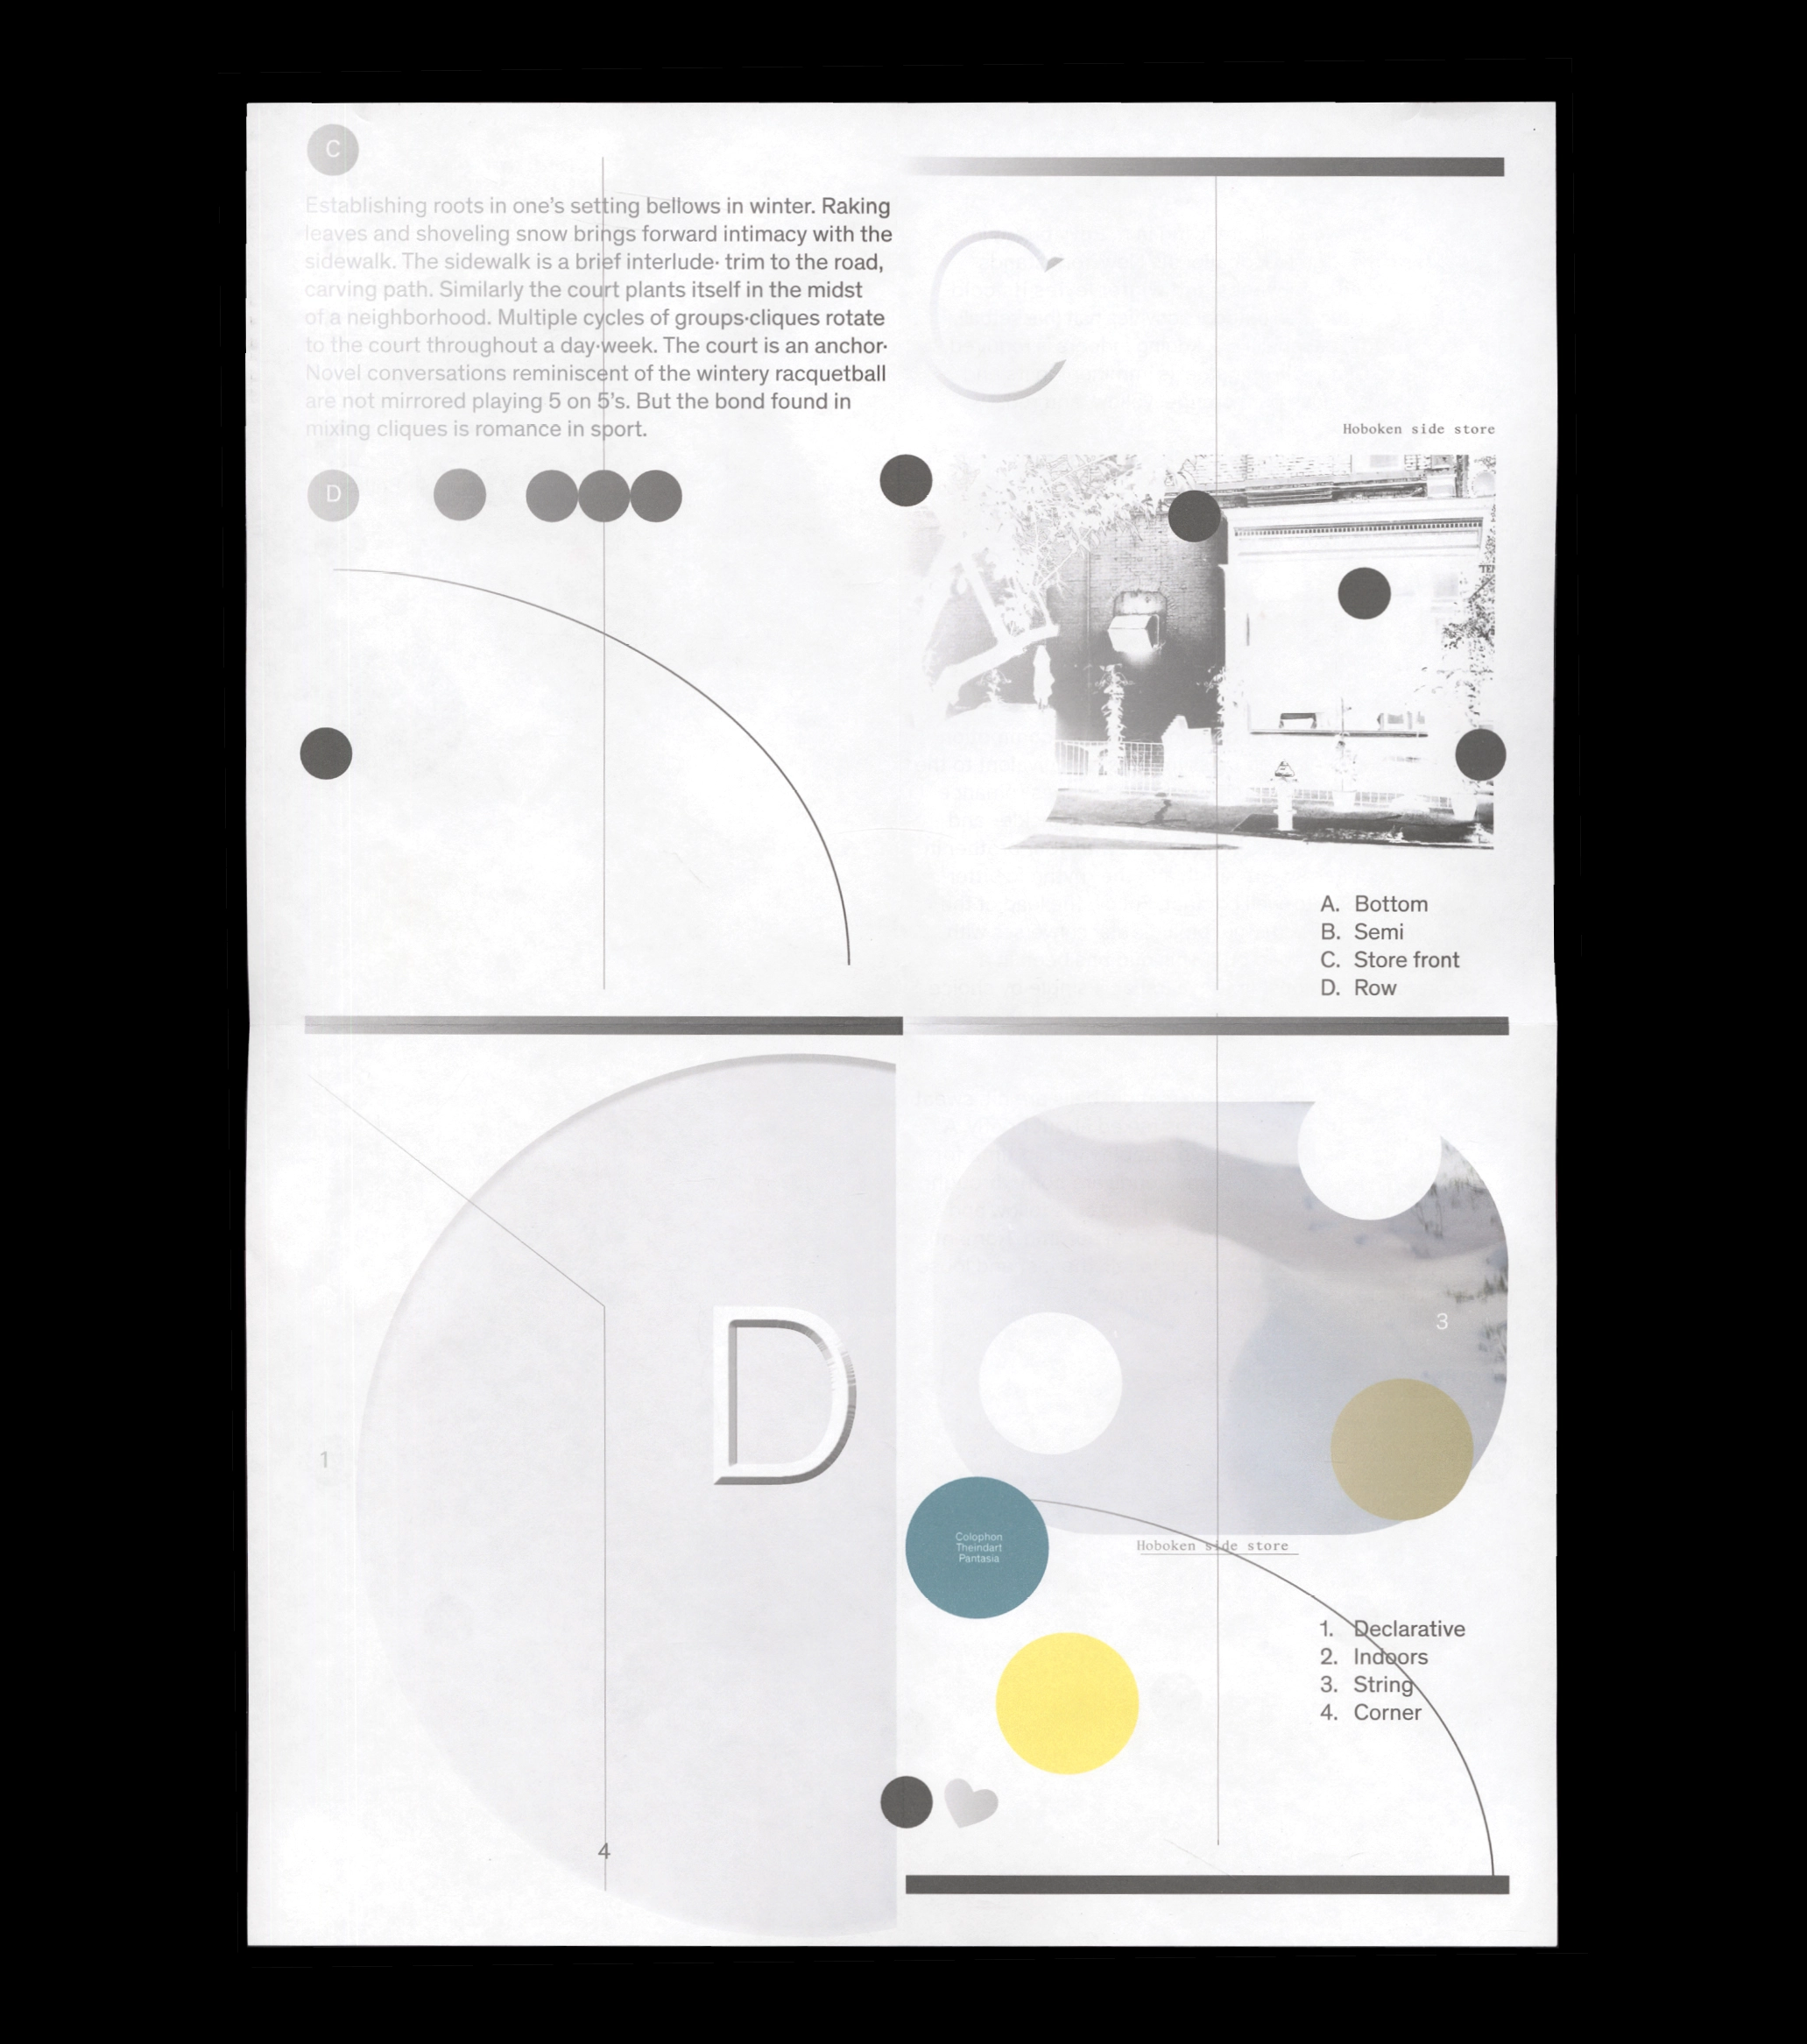 C
Establishing roots in one’s setting bellows in winter. Raking
leaves and shoveling snow brings forward intimacy with the
sidewalk. The sidewalk is a brief interlude· trim to the road,
carving path. Similarly the court plants itself in the midst
of a neighborhood. Multiple cycles of groups·cliques rotate
to the court throughout a day·week. The court is an anchor·
Novel conversations reminiscent of the wintery racquetball
are not mirrored playing 5 on 5’s. But the bond found in
mixing cliques is romance in sport.
D
C
Hoboken side store
A. Bottom
B. Semi
C. Store front
D. Row
D
1
4
3
Colophon
Theindart
Pantasia
Hoboken side store
1. Declarative
2. Indoors
3. String
4. Corner